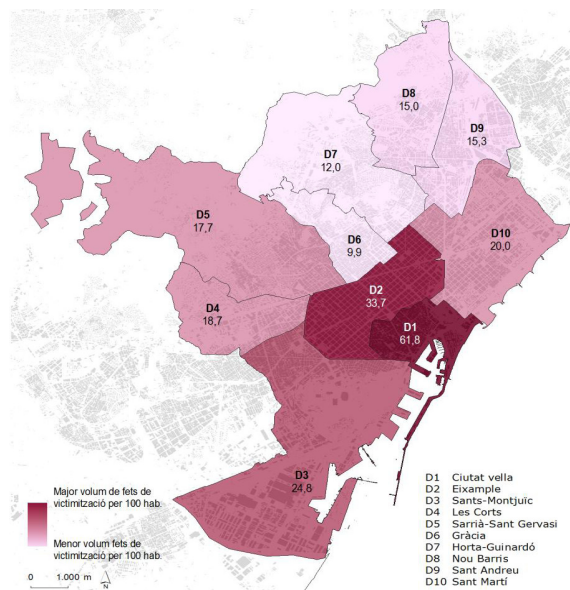 D8
15,0
D9
15,3
D7
12,0
D5
17,7
D6
9,9
D10
20,0
D2
33,7
D4
18,7
D1
61,8
D3
24,8
Major volum de fets de
victimització per 100 hab.
Menor volum fets de
victimització per 100 hab.
0 1.000 m
N
D1 Ciutat vella
D2 Eixample
D3 Sants-Montjuïc
D4 Les Corts
D5 Sarrià-Sant Gervasi
D6 Gràcia
D7 Horta-Guinardó
D8 Nou Barris
D9 Sant Andreu
D10 Sant Martí